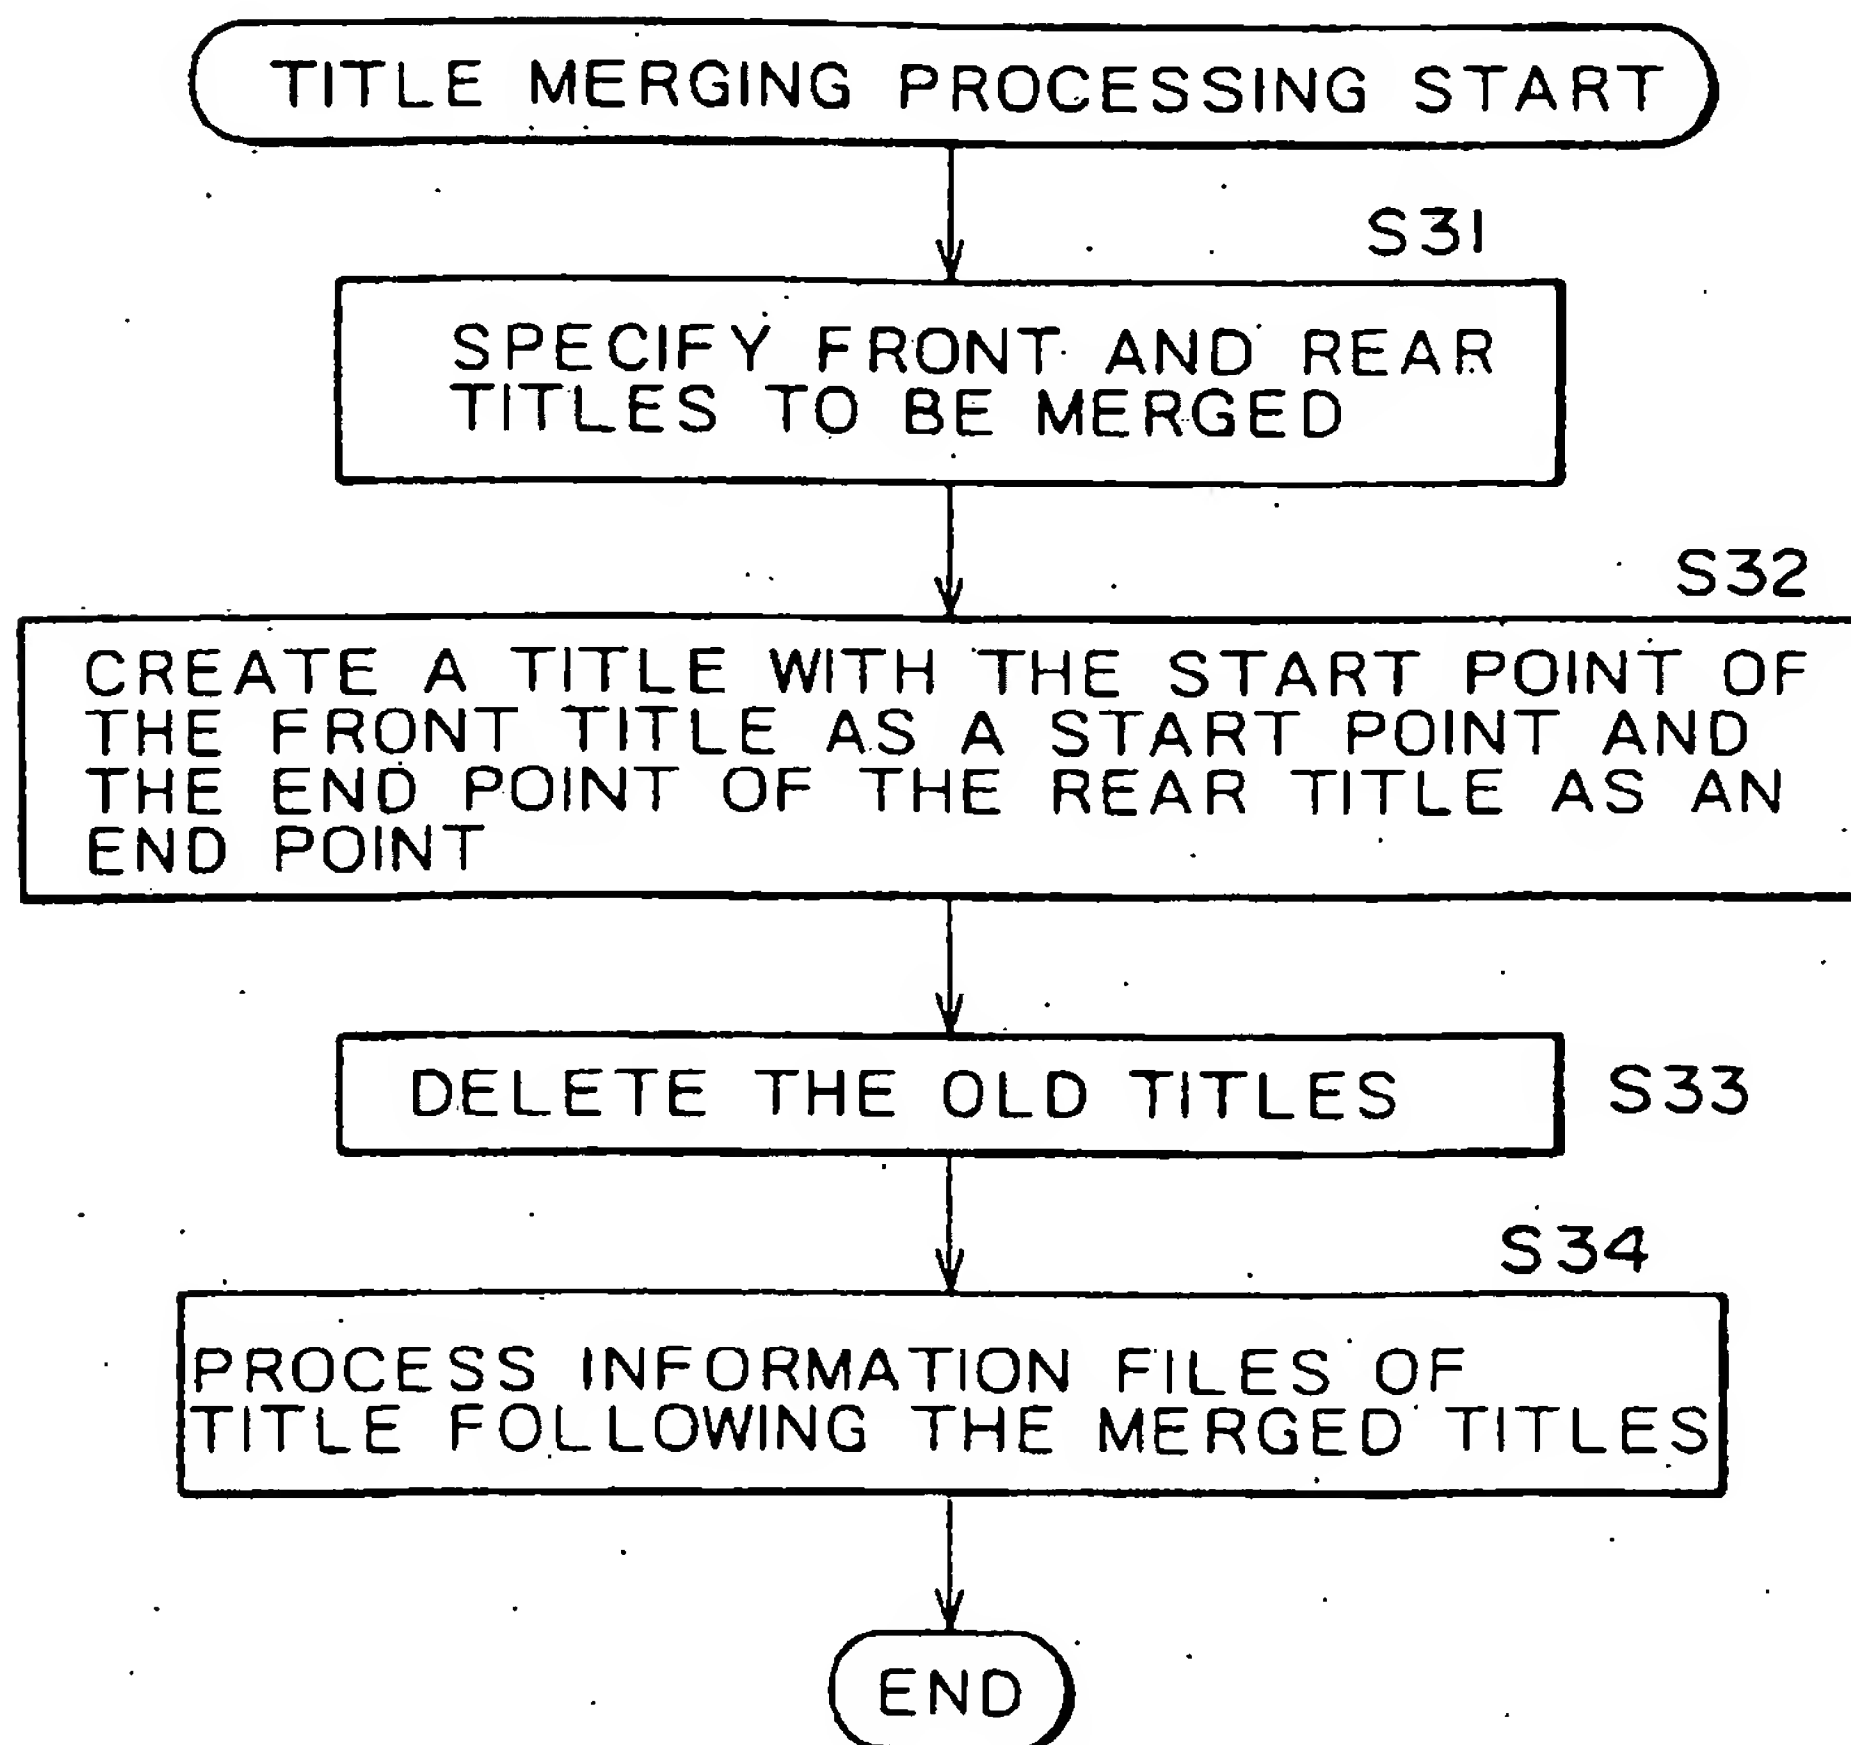 TITLE MERGING PROCESSING START
S31
SPECIFY FRONT AND REAR
TITLES TO BE MERGED
S32
CREATE A TITLE WITH THE START POINT OF
THE FRONT TITLE AS A START POINT AND
THE END POINT OF THE REAR TITLE AS AN
END POINT
DELETE THE OLD TITLES S33
S34
PROCESS INFORMATION FILES OF
TITLE FOLLOWING THE MERGED TITLES
END